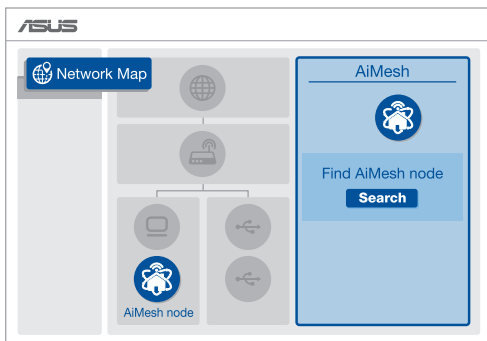 ASUS
Network Map
AiMesh
Find AiMesh node
Search
AiMesh node